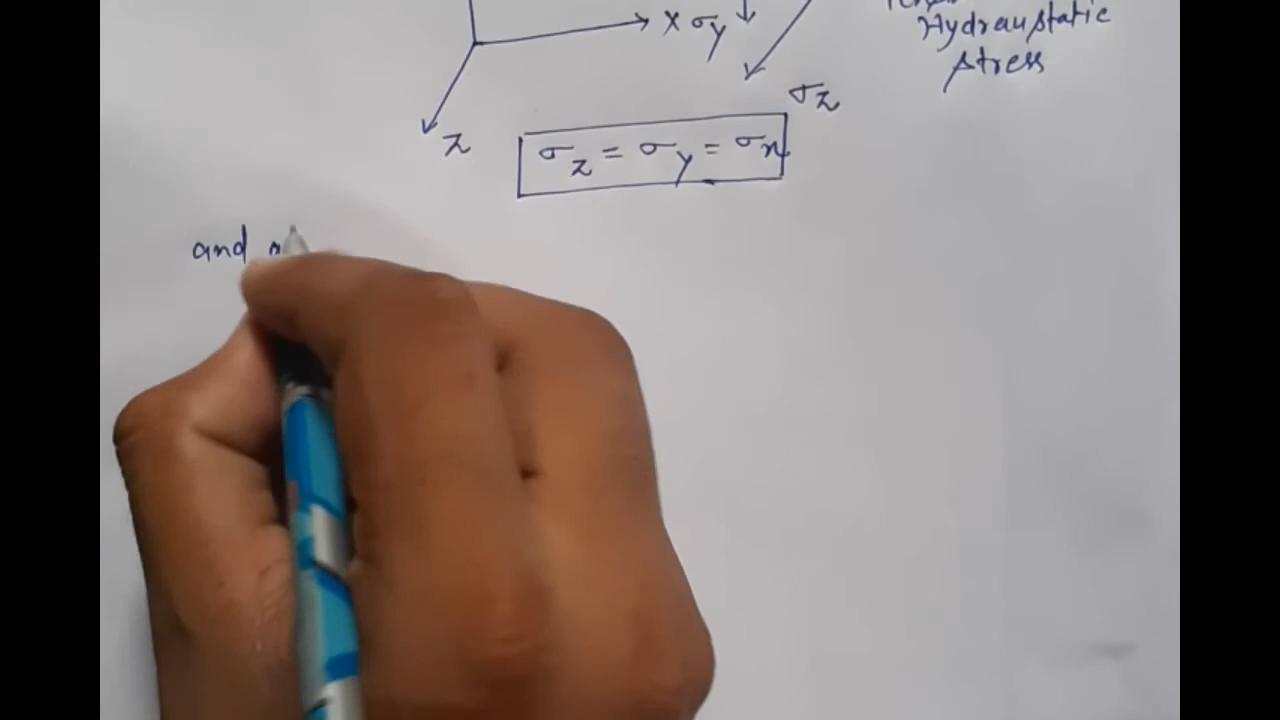 x σy
Hydraustatic
stress
σz
z
σz = σy = σx
and